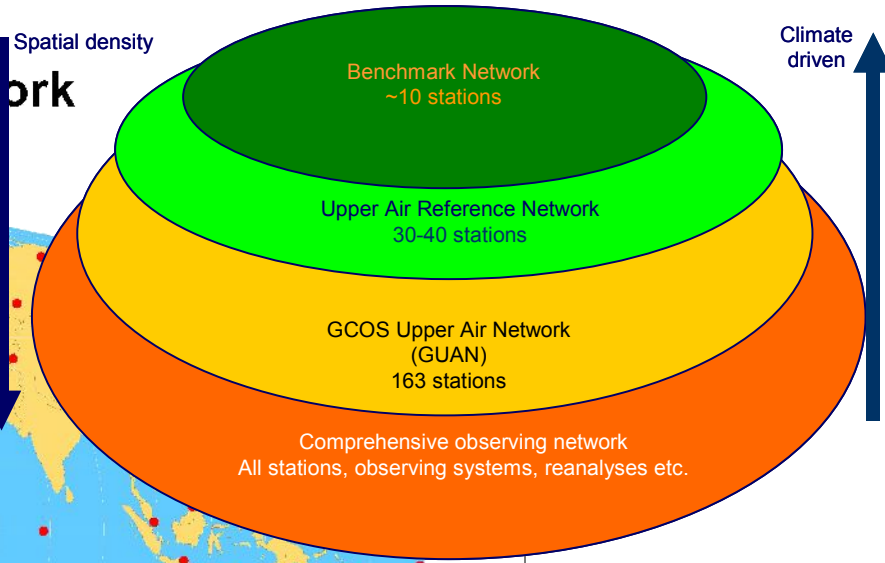 Spatial density
ork
Climate
driven
Benchmark Network
~10 stations
Upper Air Reference Network
30-40 stations
GCOS Upper Air Network
(GUAN)
163 stations
Comprehensive observing network
All stations, observing systems, reanalyses etc.